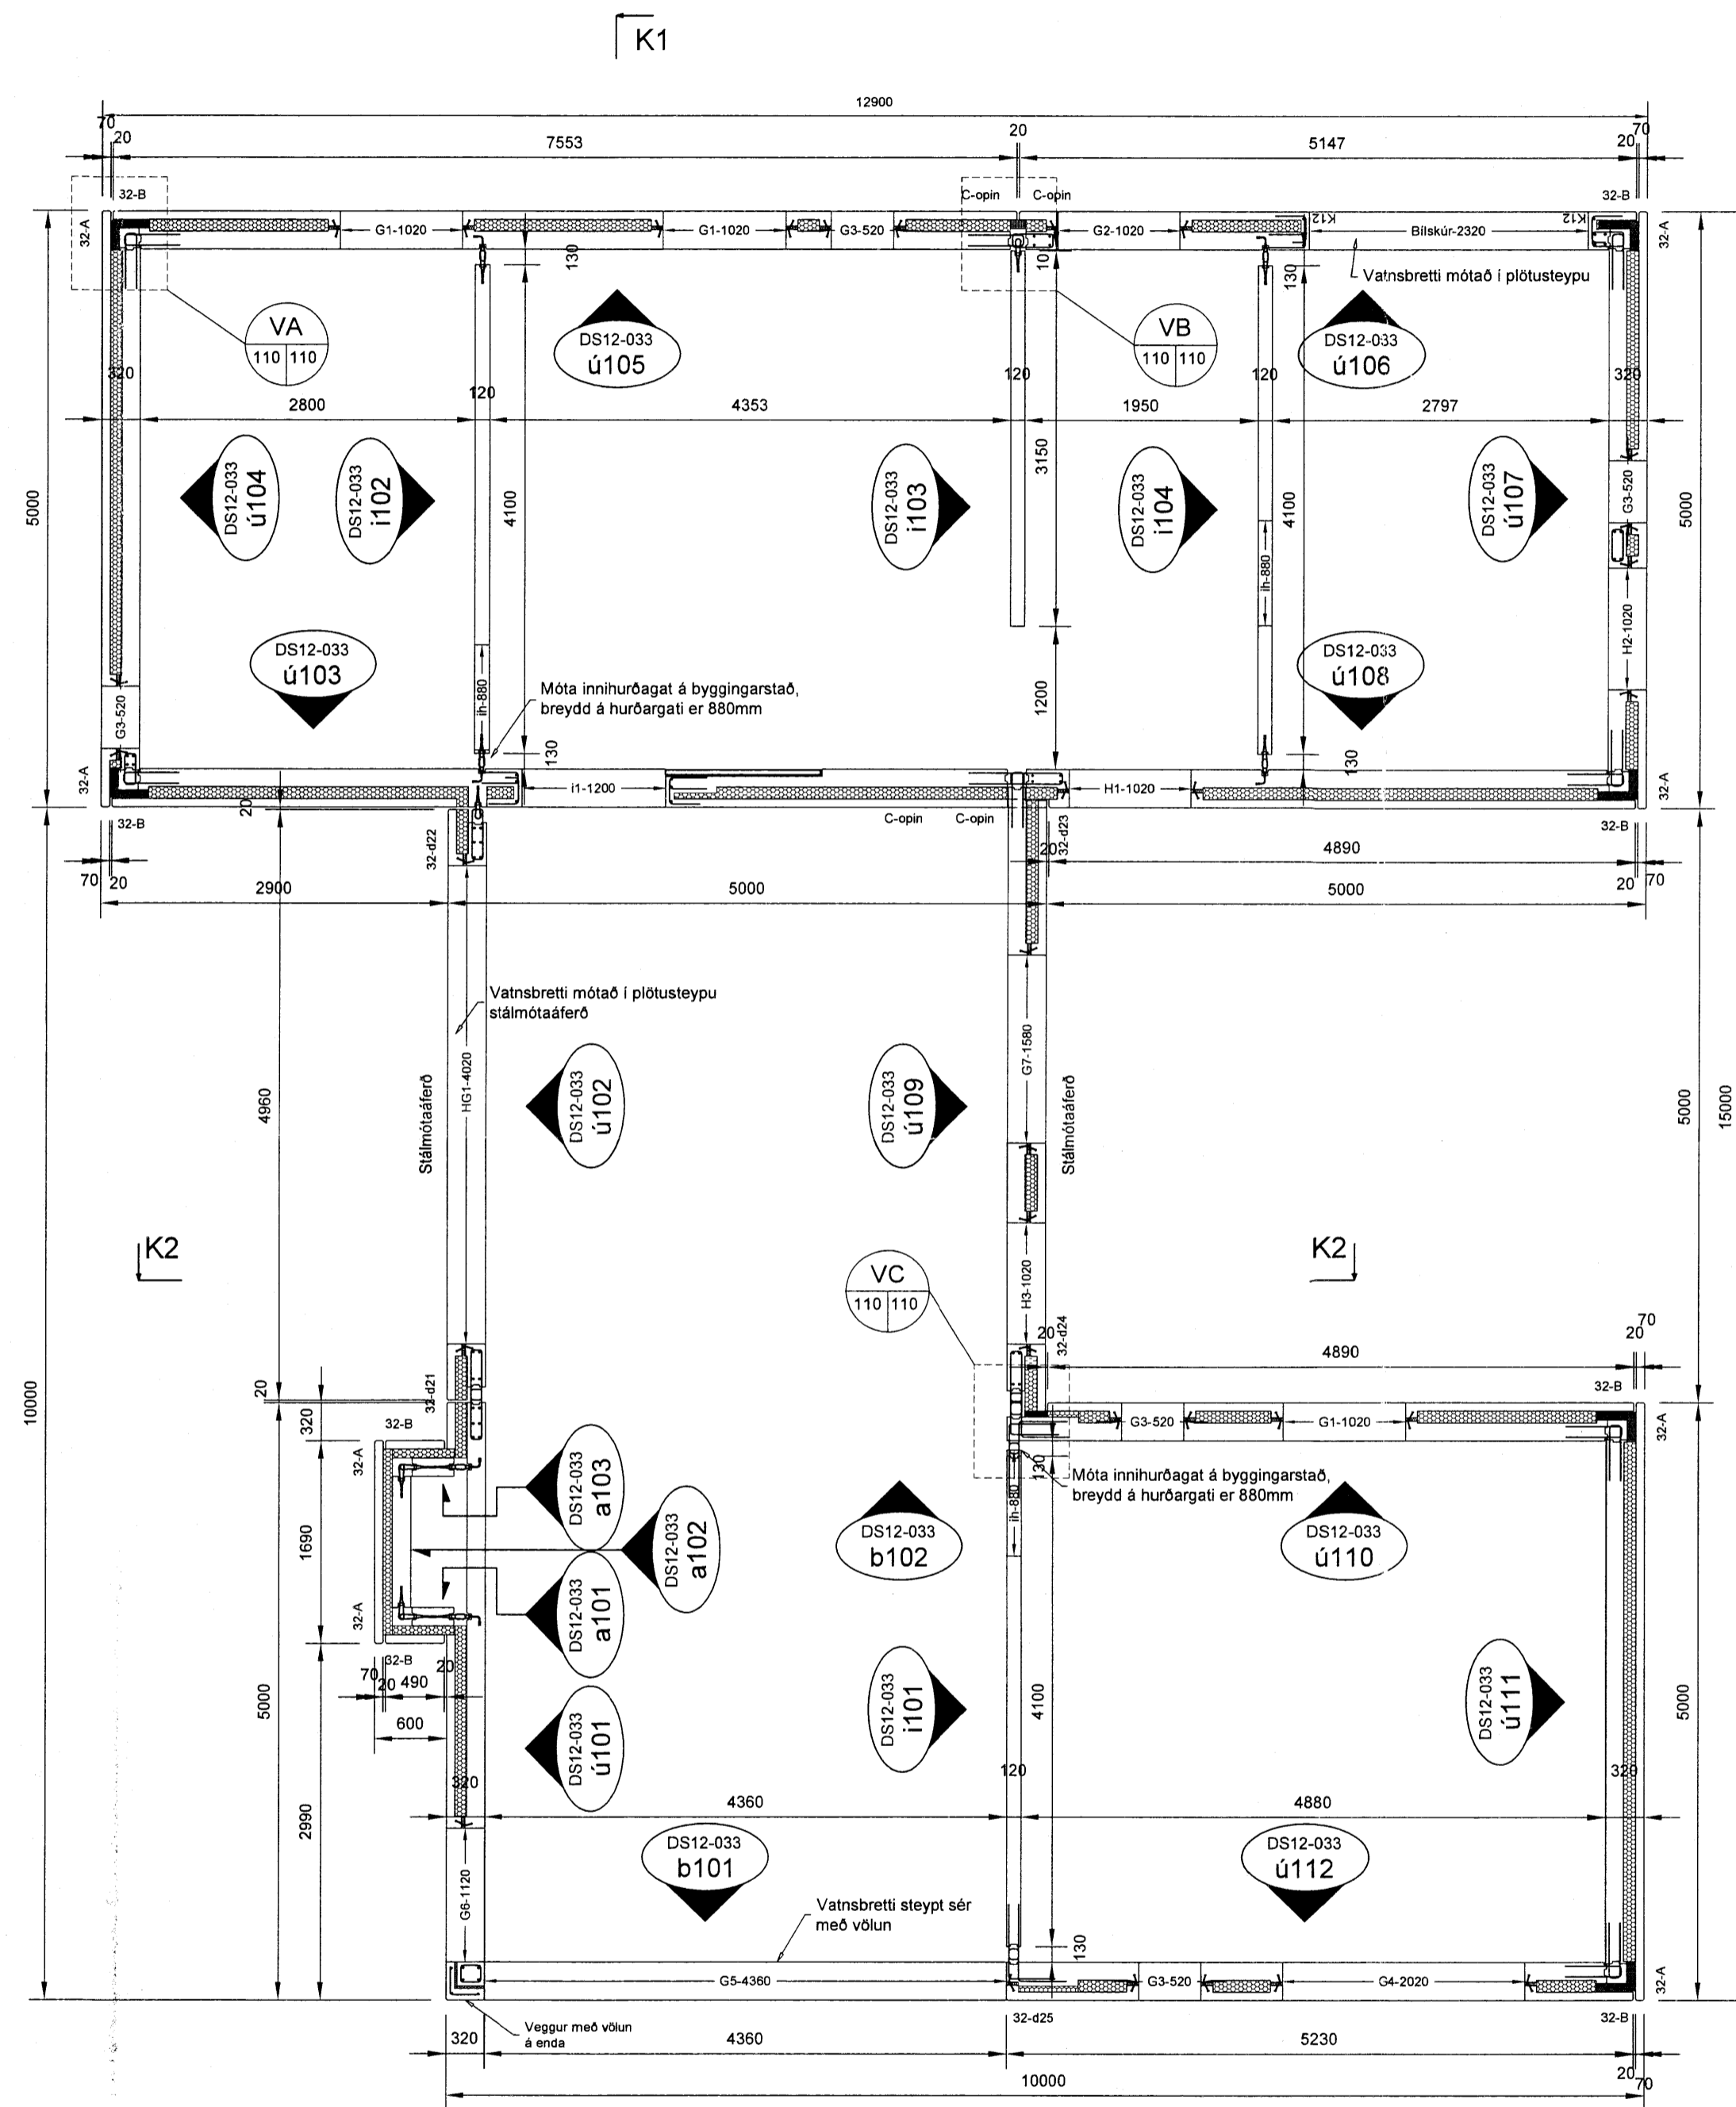 K1
12900
70
20
7553
20
5147
20
70
32-B
C-opin
C-opin
32-B
32-A
G1-1020
G1-1020
G3-520
G2-1020
K12
K12
Bílskúr-2320
32-A
130
10
130
Vatnsbretti mótað í plötusteypu
VA
110
110
DS12-033
ú105
VB
110
110
DS12-033
ú106
320
120
120
120
320
2800
4353
1950
2797
5000
DS12-033
ú104
DS12-033
i102
4100
DS12-033
i103
3150
DS12-033
i104
4100
DS12-033
ú107
G3-520
5000
ih-880
H2-1020
DS12-033
ú103
DS12-033
ú108
G3-520
ih-880
Móta innihurðagat á byggingarstað,
breydd á hurðargati er 880mm
1200
130
130
32-A
i1-1200
H1-1020
32-A
20
32-B
C-opin
C-opin
32-B
32-d22
32-d23
20
4890
70
20
2900
5000
5000
20
70
Vatnsbretti mótað í plötusteypu
stálmótaáferð
HG1-4020
G7-1580
4960
Stálmótaáferð
DS12-033
ú102
DS12-033
ú109
Stálmótaáferð
5000
15000
K2
K2
H3-1020
VC
110
110
10000
20
32-d24
20
70
4890
20
320
32-d21
32-B
32-B
32-A
32-A
G3-520
G1-1020
130
Móta innihurðagat á byggingarstað,
breydd á hurðargati er 880mm
ih-8
1690
DS12-033
a103
DS12-033
a102
DS12-033
a101
DS12-033
b102
DS12-033
ú110
32-A
32-B
70
20
490
20
600
5000
2990
DS12-033
ú101
DS12-033
i101
4100
DS12-033
ú111
5000
320
120
320
4360
4880
DS12-033
b101
DS12-033
ú112
G6-1120
Vatnsbretti steypt sér
með völun
130
G5-4360
G3-520
G4-2020
32-A
Veggur með völun
á enda
32-d25
32-B
320
4360
5230
20
70
10000